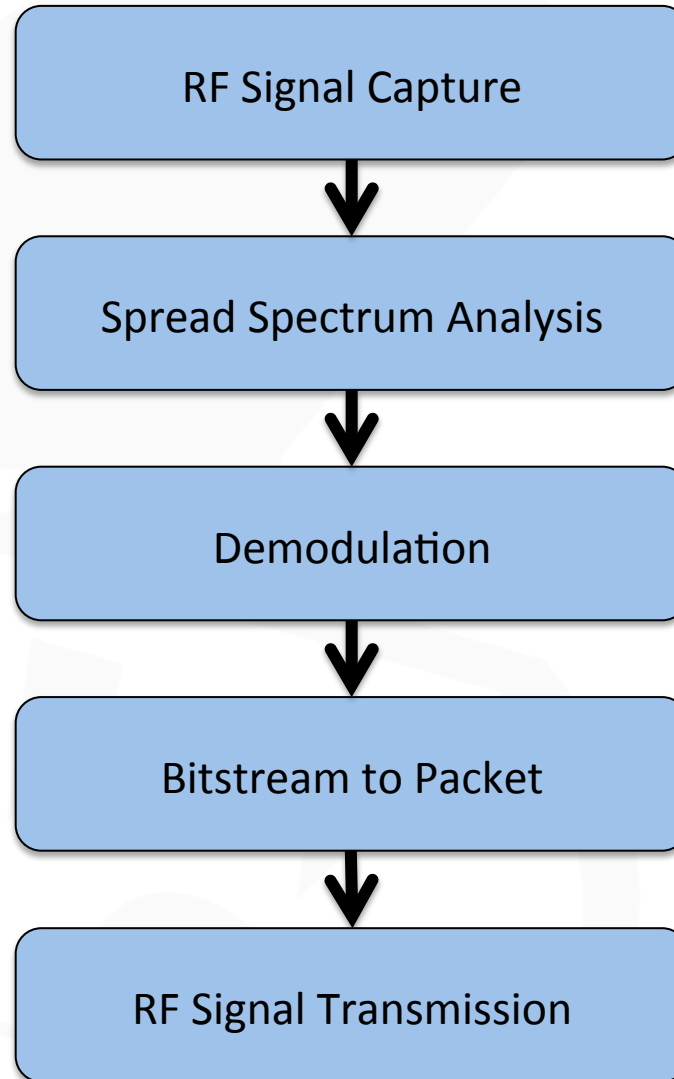 RF Signal Capture
Spread Spectrum Analysis
Demodulation
Bitstream to Packet
RF Signal Transmission